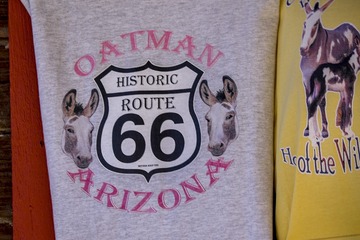 OATMAN
HISTORIC
ROUTE
66
ARIZONA
of the Wil